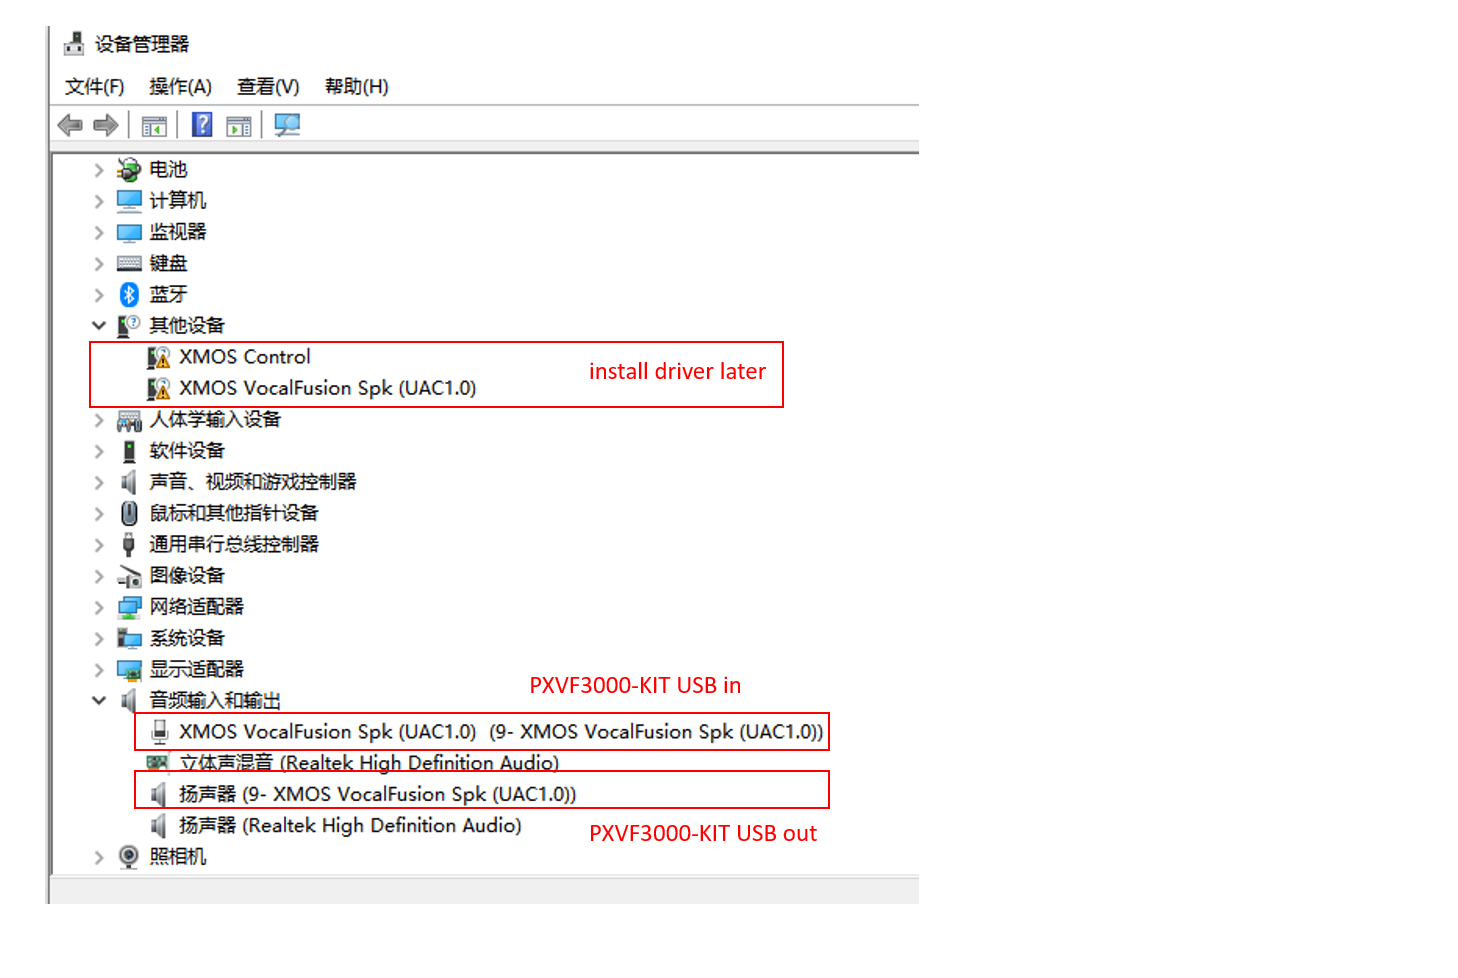 设备管理器
文件(F) 操作(A) 查看(V) 帮助(H)
电池
计算机
监视器
键盘
蓝牙
其他设备
XMOS Control
install driver later
XMOS VocalFusion Spk (UAC1.0)
人体学输入设备
软件设备
声音、视频和游戏控制器
鼠标和其他指针设备
通用串行总线控制器
图像设备
网络适配器
系统设备
显示适配器
PXVF3000-KIT USB in
音频输入和输出
XMOS VocalFusion Spk (UAC1.0) (9- XMOS VocalFusion Spk (UAC1.0))
立体声混音 (Realtek High Definition Audio)
扬声器 (9- XMOS VocalFusion Spk (UAC1.0))
扬声器 (Realtek High Definition Audio)
PXVF3000-KIT USB out
照相机